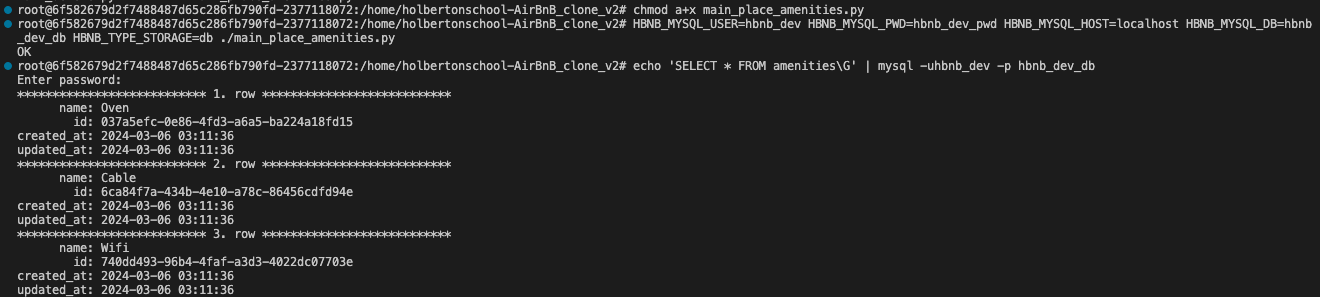 root@6f582679d2f7488487d65c286fb790fd-2377118072:/home/holbertonschool-AirBnB_clone_v2# chmod a+x main_place_amenities.py
root@6f582679d2f7488487d65c286fb790fd-2377118072:/home/holbertonschool-AirBnB_clone_v2# HBNB_MYSQL_USER=hbnb_dev HBNB_MYSQL_PWD=hbnb_dev_pwd HBNB_MYSQL_HOST=localhost HBNB_MYSQL_DB=hbnb
_dev_db HBNB_TYPE_STORAGE=db ./main_place_amenities.py
OK
root@6f582679d2f7488487d65c286fb790fd-2377118072:/home/holbertonschool-AirBnB_clone_v2# echo 'SELECT * FROM amenities\G' | mysql -uhbnb_dev -p hbnb_dev_db
Enter password:
*************************** 1. row ***************************
name: Oven
id: 037a5efc-0e86-4fd3-a6a5-ba224a18fd15
created_at: 2024-03-06 03:11:36
updated_at: 2024-03-06 03:11:36
*************************** 2. row ***************************
name: Cable
id: 6ca84f7a-434b-4e10-a78c-86456cdfd94e
created_at: 2024-03-06 03:11:36
updated_at: 2024-03-06 03:11:36
*************************** 3. row ***************************
name: Wifi
id: 740dd493-96b4-4faf-a3d3-4022dc07703e
created_at: 2024-03-06 03:11:36
updated_at: 2024-03-06 03:11:36